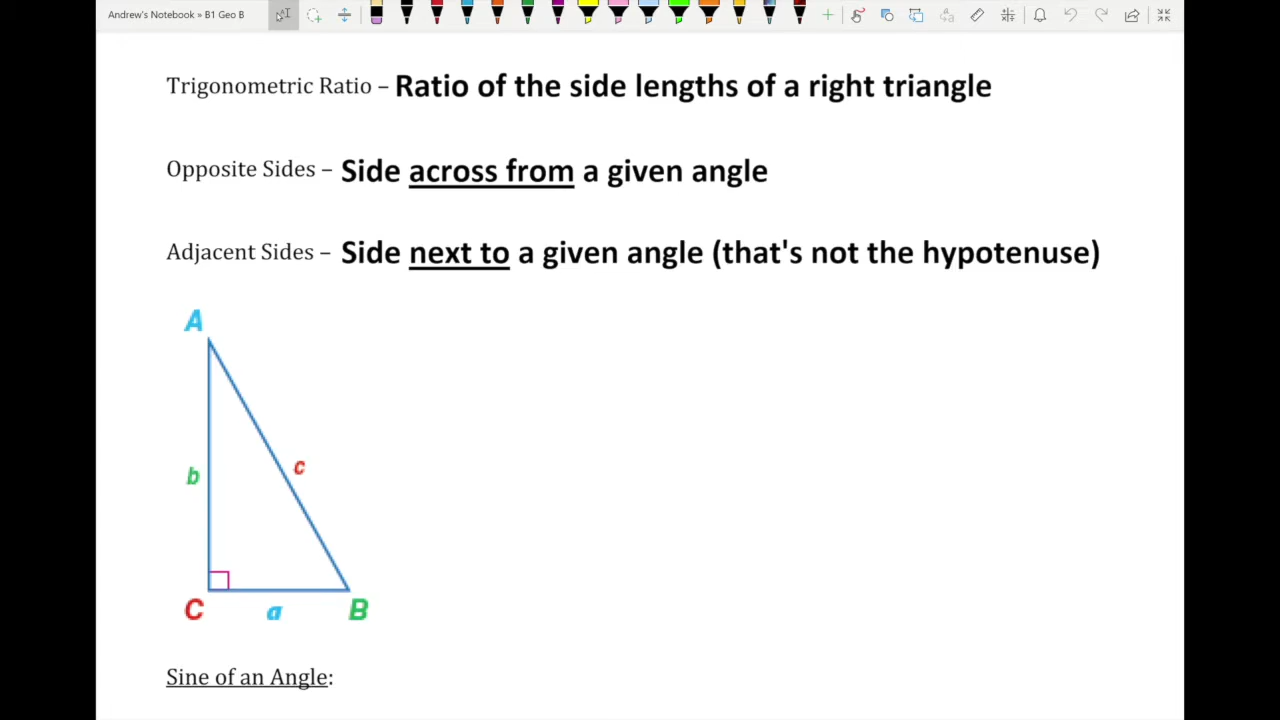 Andrew's Notebook » B1 Geo B
Trigonometric Ratio – Ratio of the side lengths of a right triangle
Opposite Sides – Side across from a given angle
Adjacent Sides – Side next to a given angle (that's not the hypotenuse)
A
b
c
C
a
B
Sine of an Angle: